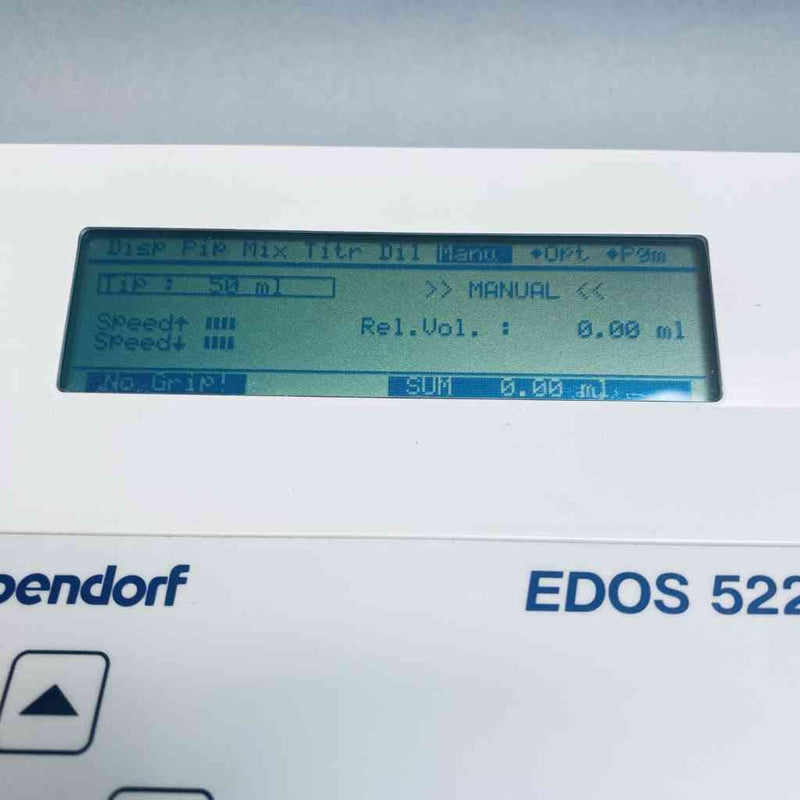 Disp Pip Mix Titr Dil Manu ◆Opt ◆Pgm
Tip : 50 ml
>> MANUAL <<
Speed↑
Rel.Vol. : 0.00 ml
Speed↓
No Grip!
SUM 0.00 ml
pendorf
EDOS 522